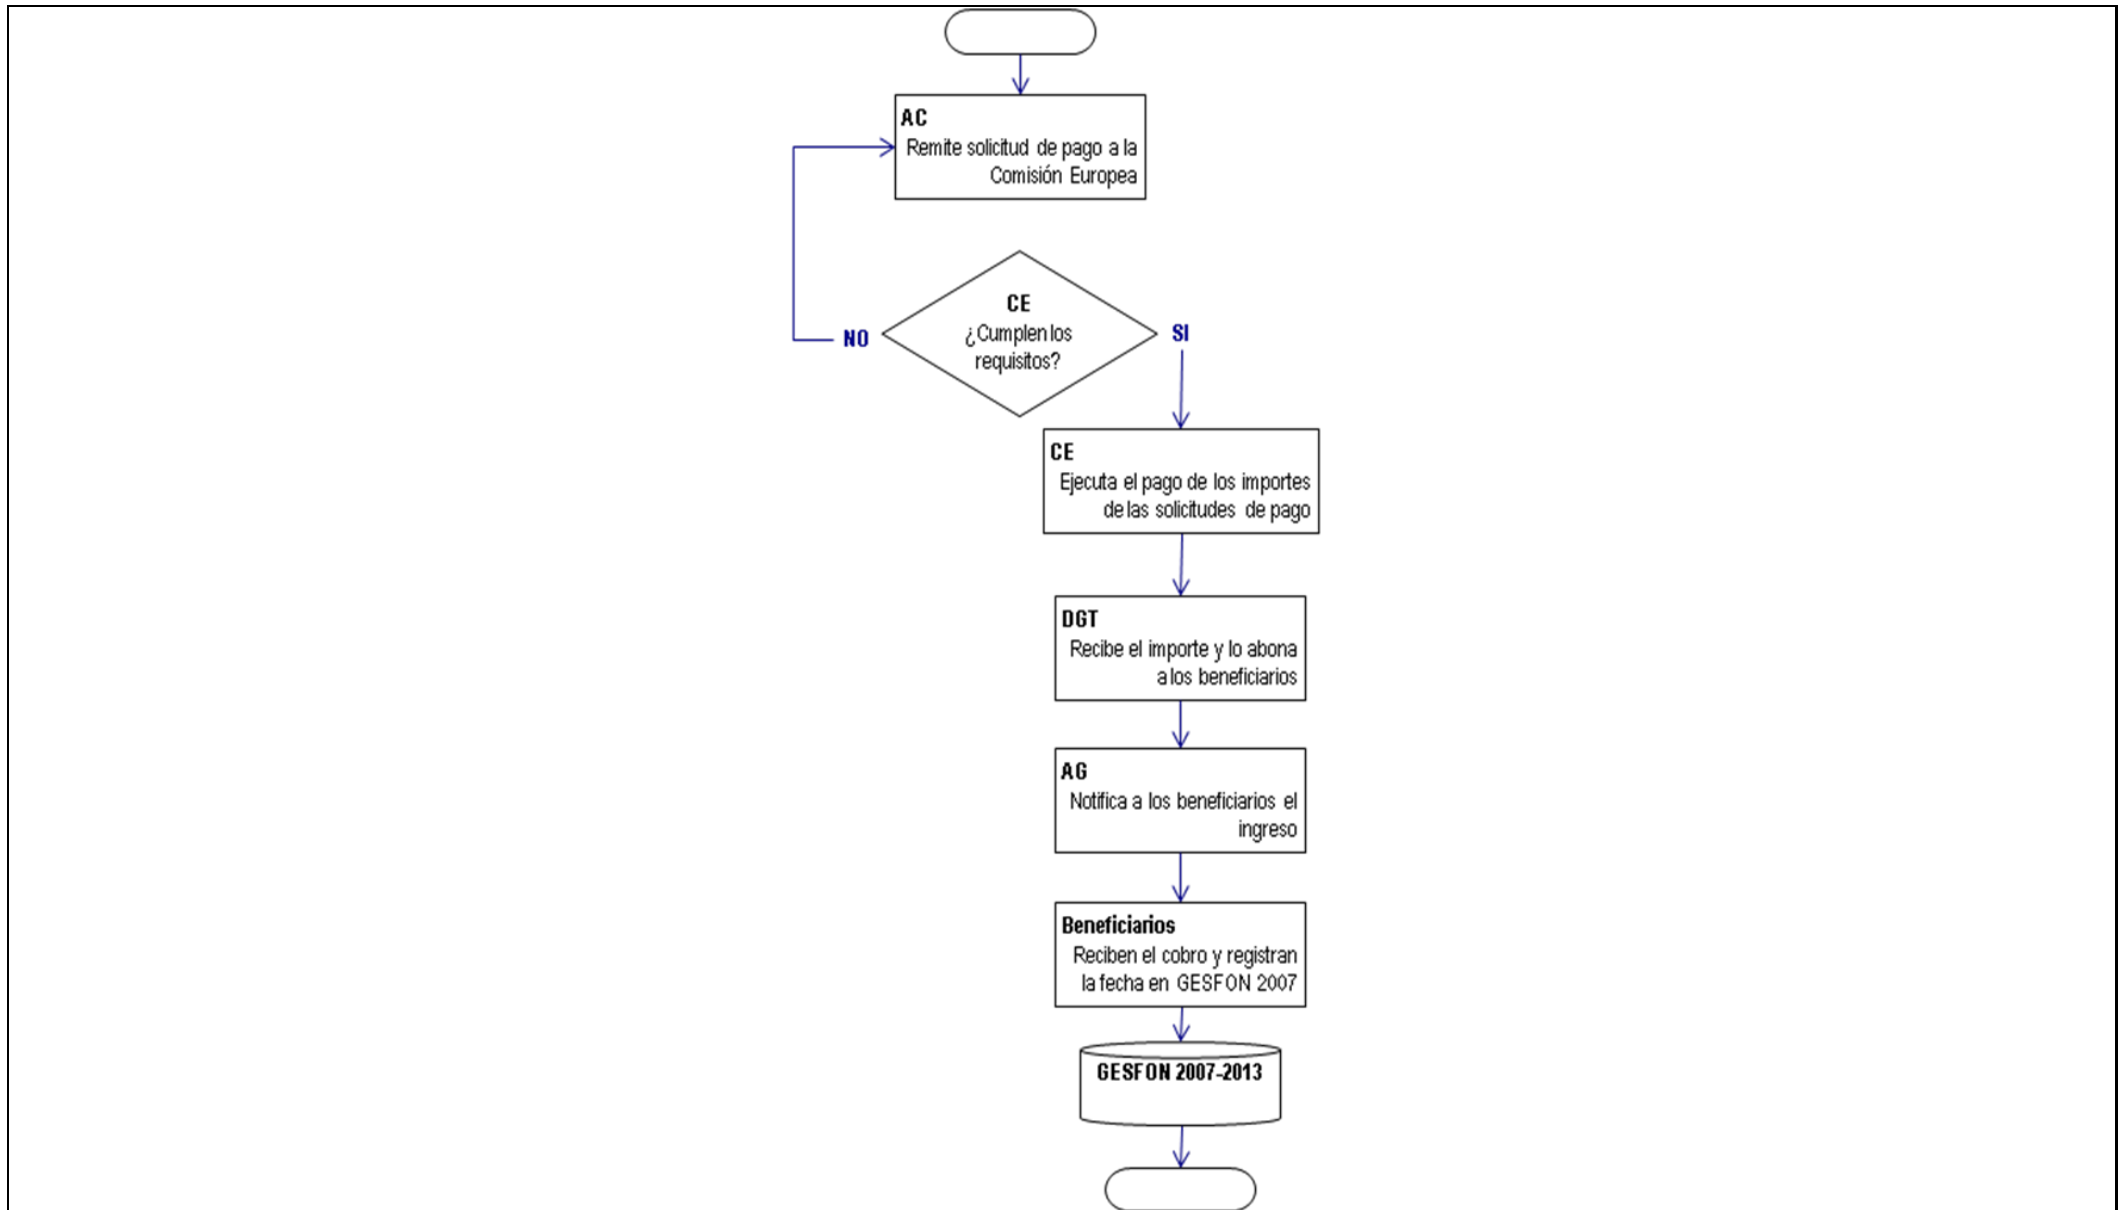 AC
Remite solicitud de pago a la
Comisión Europea
CE
¿Cumplen los
requisitos?
NO
SI
CE
Ejecuta el pago de los importes
de las solicitudes de pago
DGT
Recibe el importe y lo abona
a los beneficiarios
AG
Notifica a los beneficiarios el
ingreso
Beneficiarios
Reciben el cobro y registran
la fecha en GESFON 2007
GESFON 2007-2013